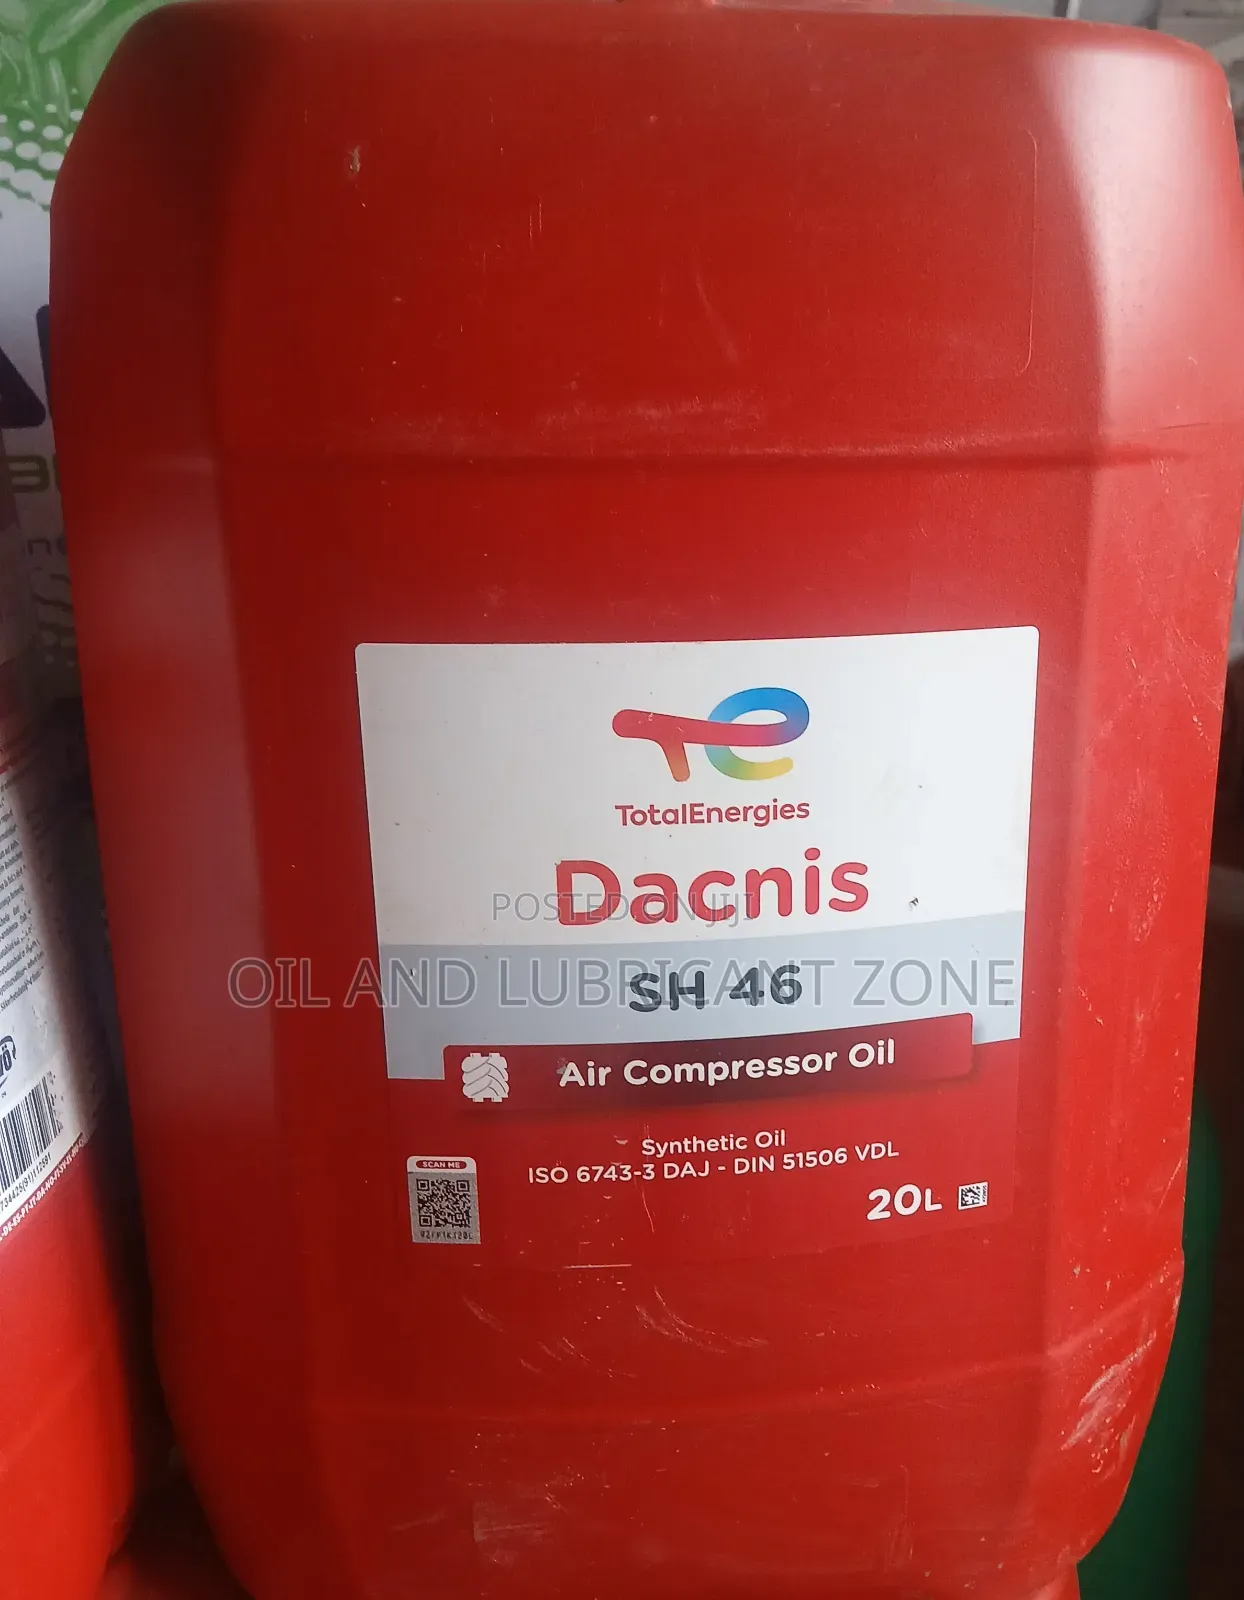 TotalEnergies
Dacnis
POSTED ON JIJI
SH 46
OIL AND LUBRICANT ZONE
Air Compressor Oil
Synthetic Oil
ISO 6743-3 DAJ - DIN 51506 VDL
SCAN ME
20L